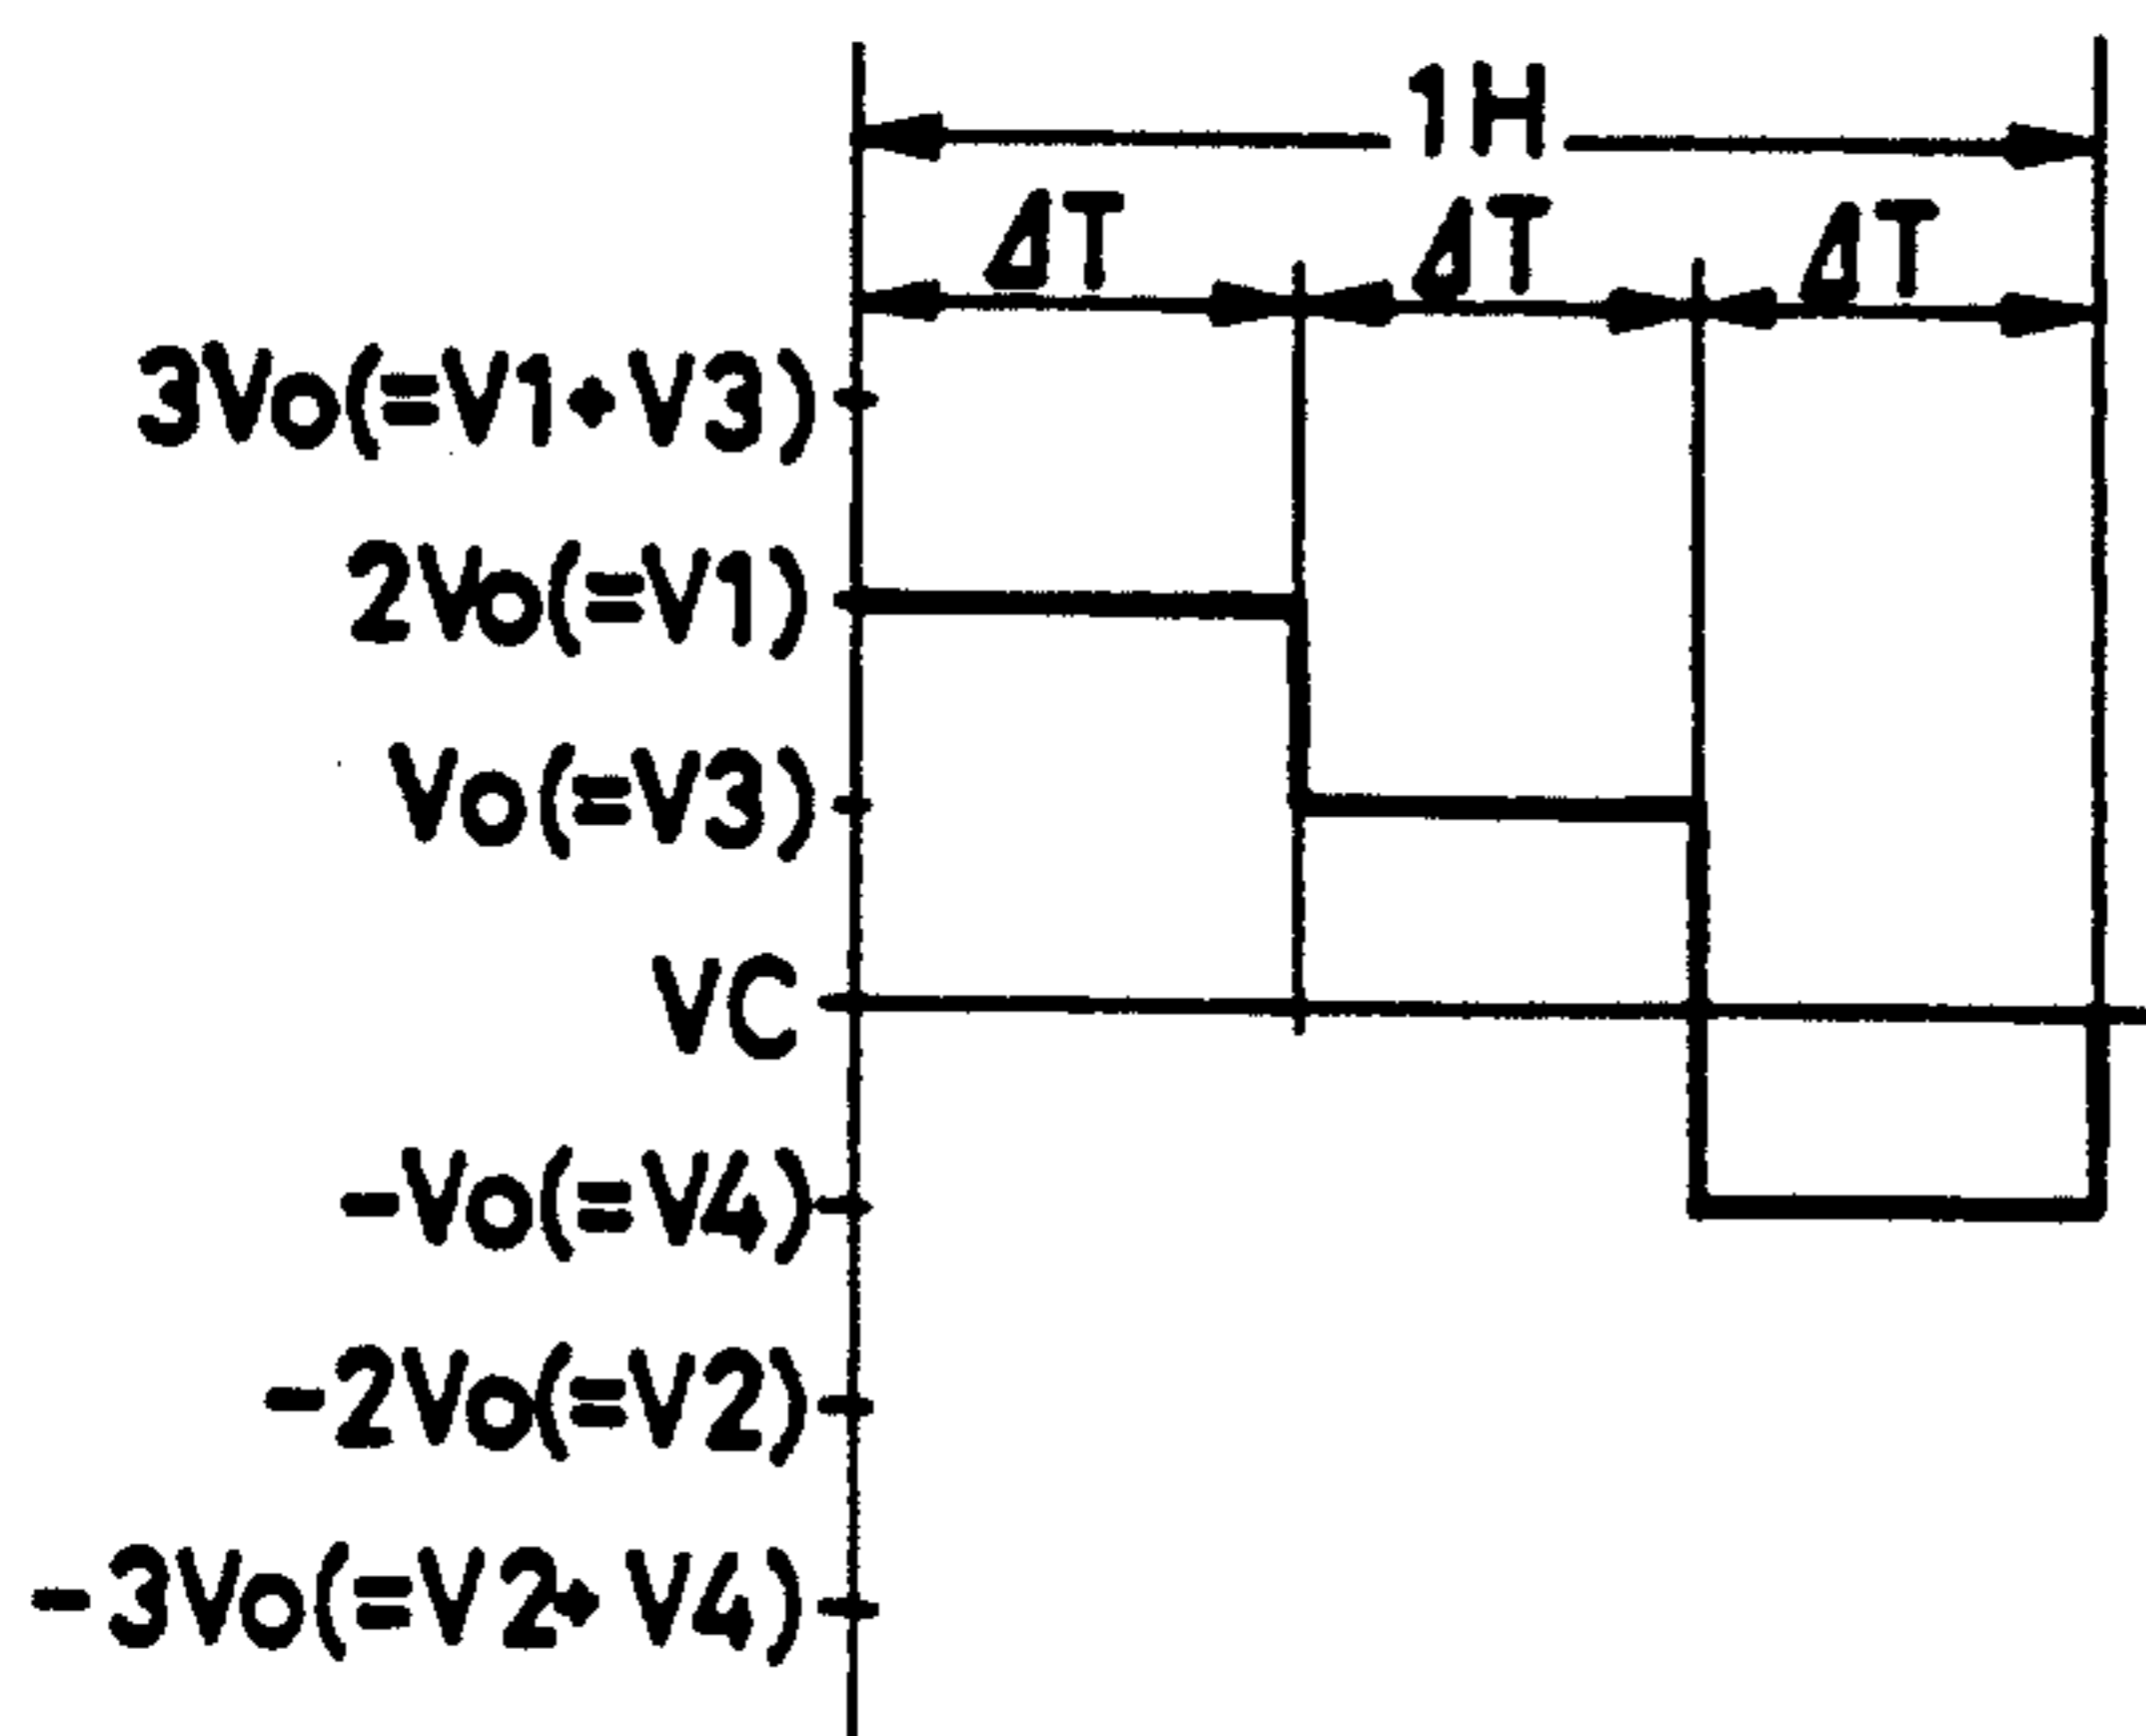 1H
ΔT ΔT ΔT
3Vo(=V1+V3)
2Vo(=V1)
Vo(=V3)
VC
-Vo(=V4)
-2Vo(=V2)
-3Vo(=V2+V4)